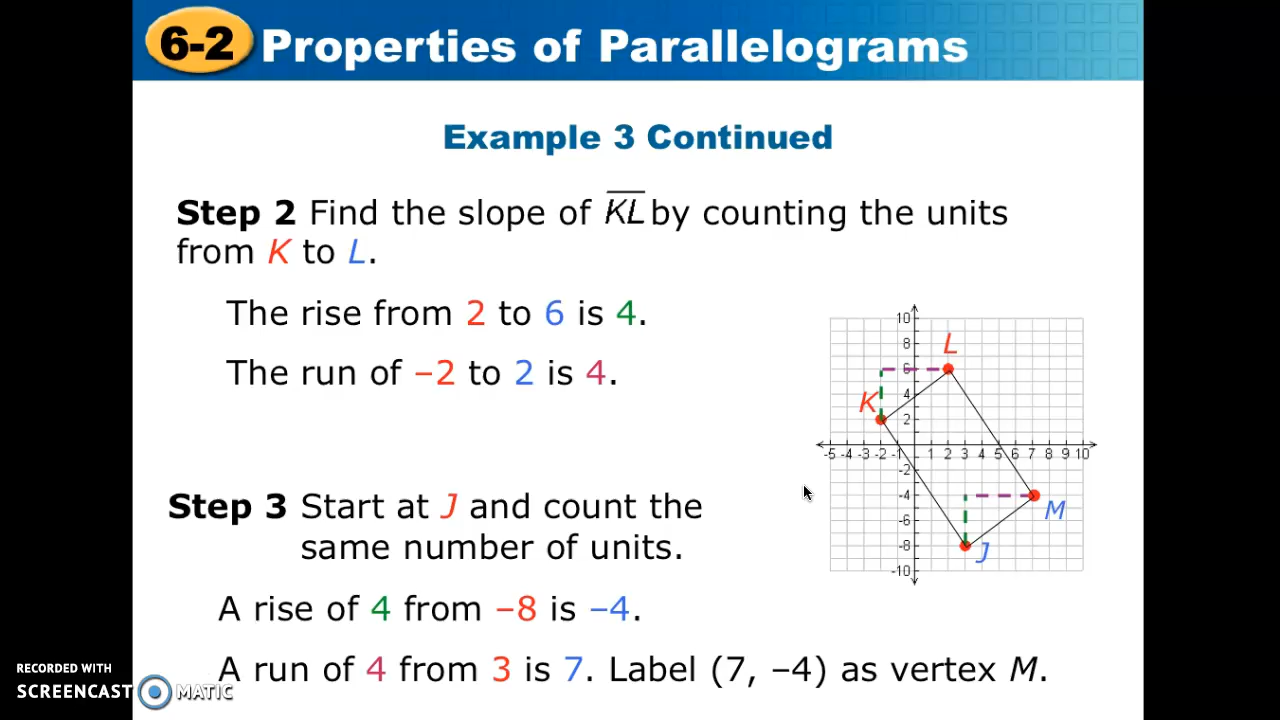 6-2 Properties of Parallelograms
Example 3 Continued
Step 2 Find the slope of KL by counting the units
from K to L.
The rise from 2 to 6 is 4.
The run of –2 to 2 is 4.
10
8
6
4
2
-2
-4
-6
-8
-10
-5 -4 -3 -2 -1 1 2 3 4 5 6 7 8 9 10
L
K
M
J
Step 3 Start at J and count the
same number of units.
A rise of 4 from –8 is –4.
A run of 4 from 3 is 7. Label (7, –4) as vertex M.
RECORDED WITH
SCREENCAST MATIC